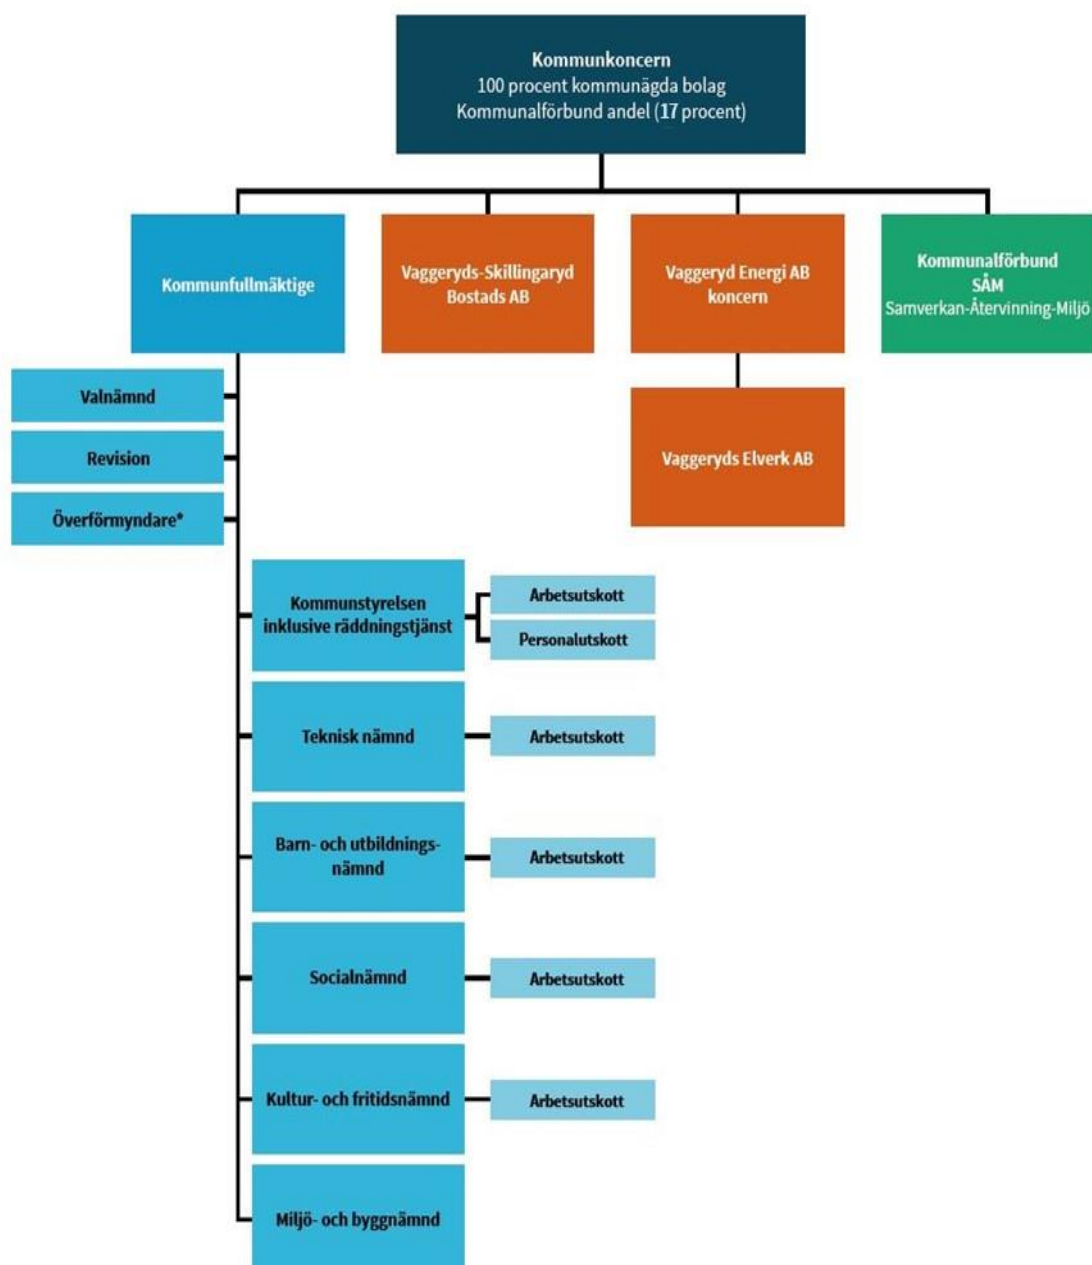 Kommunkoncern
100 procent kommunägda bolag
Kommunalförbund andel (17 procent)
Kommunfullmäktige
Vaggeryds-Skillingaryd
Bostads AB
Vaggeryd Energi AB
koncern
Kommunalförbund
SÅM
Samverkan-Återvinning-Miljö
Valnämnd
Revision
Överförmyndare*
Vaggeryds Elverk AB
Kommunstyrelsen
inklusive räddningstjänst
Arbetsutskott
Personalutskott
Teknisk nämnd
Arbetsutskott
Barn- och utbildnings-
nämnd
Arbetsutskott
Socialnämnd
Arbetsutskott
Kultur- och fritidsnämnd
Arbetsutskott
Miljö- och byggnämnd